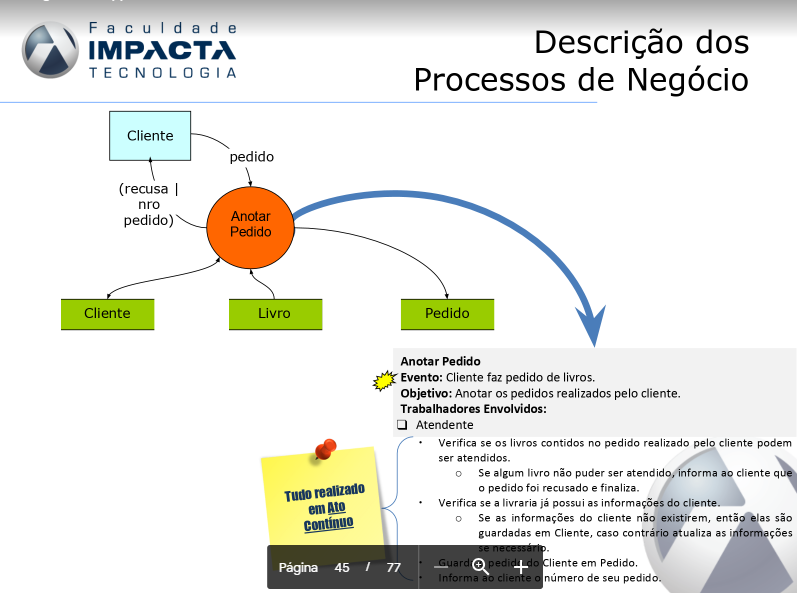 Faculdade
IMPACTA
TECNOLOGIA
Descrição dos
Processos de Negócio
Cliente
pedido
(recusa |
nro
pedido)
Anotar
Pedido
Cliente
Livro
Pedido
Anotar Pedido
Evento: Cliente faz pedido de livros.
Objetivo: Anotar os pedidos realizados pelo cliente.
Trabalhadores Envolvidos:
❑ Atendente
• Verifica se os livros contidos no pedido realizado pelo cliente podem
ser atendidos.
o Se algum livro não puder ser atendido, informa ao cliente que
o pedido foi recusado e finaliza.
• Verifica se a livraria já possui as informações do cliente.
o Se as informações do cliente não existirem, então elas são
guardadas em Cliente, caso contrário atualiza as informações
se necessário.
• Guarda pedido do Cliente em Pedido.
• Informa ao cliente o número de seu pedido.
Tudo realizado
em Ato
Contínuo
Página 45 / 77